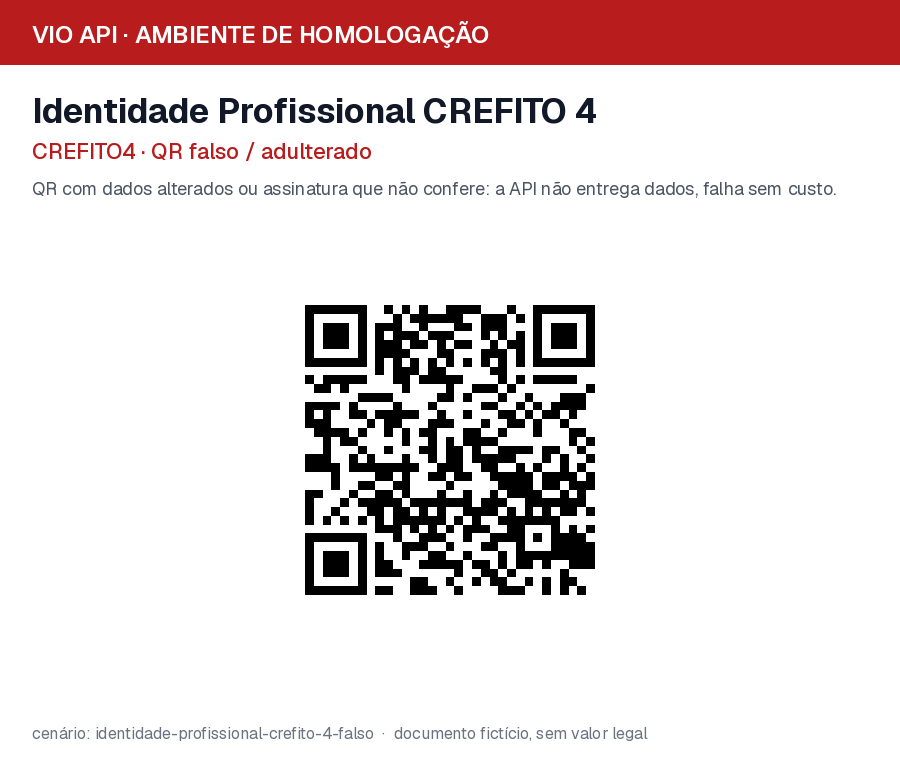 VIO API · AMBIENTE DE HOMOLOGAÇÃO
Identidade Profissional CREFITO 4
CREFITO4 · QR falso / adulterado
QR com dados alterados ou assinatura que não confere: a API não entrega dados, falha sem custo.
cenário: identidade-profissional-crefito-4-falso · documento fictício, sem valor legal